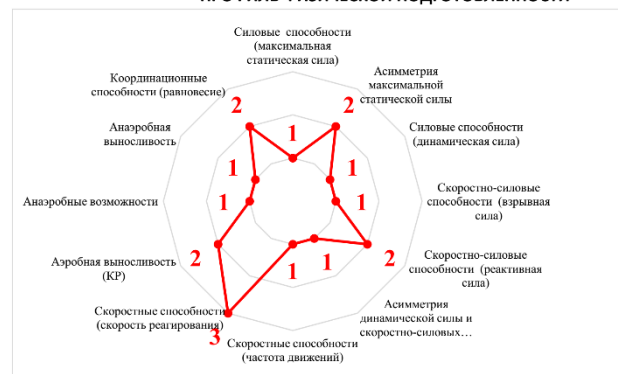 ПРОФИЛЬ ФИЗИЧЕСКОЙ ПОДГОТОВЛЕННОСТИ
Силовые способности
(максимальная
статическая сила)
Асимметрия
максимальной
статической силы
Силовые способности
(динамическая сила)
Скоростно-силовые
способности (взрывная
сила)
Скоростно-силовые
способности (реактивная
сила)
Асимметрия
динамической силы и
скоростно-силовых…
Скоростные способности
(частота движений)
Скоростные способности
(скорость реагирования)
Аэробная выносливость
(КР)
Анаэробные возможности
Анаэробная
выносливость
Координационные
способности (равновесие)
1
2
1
1
2
1
1
3
2
1
1
2